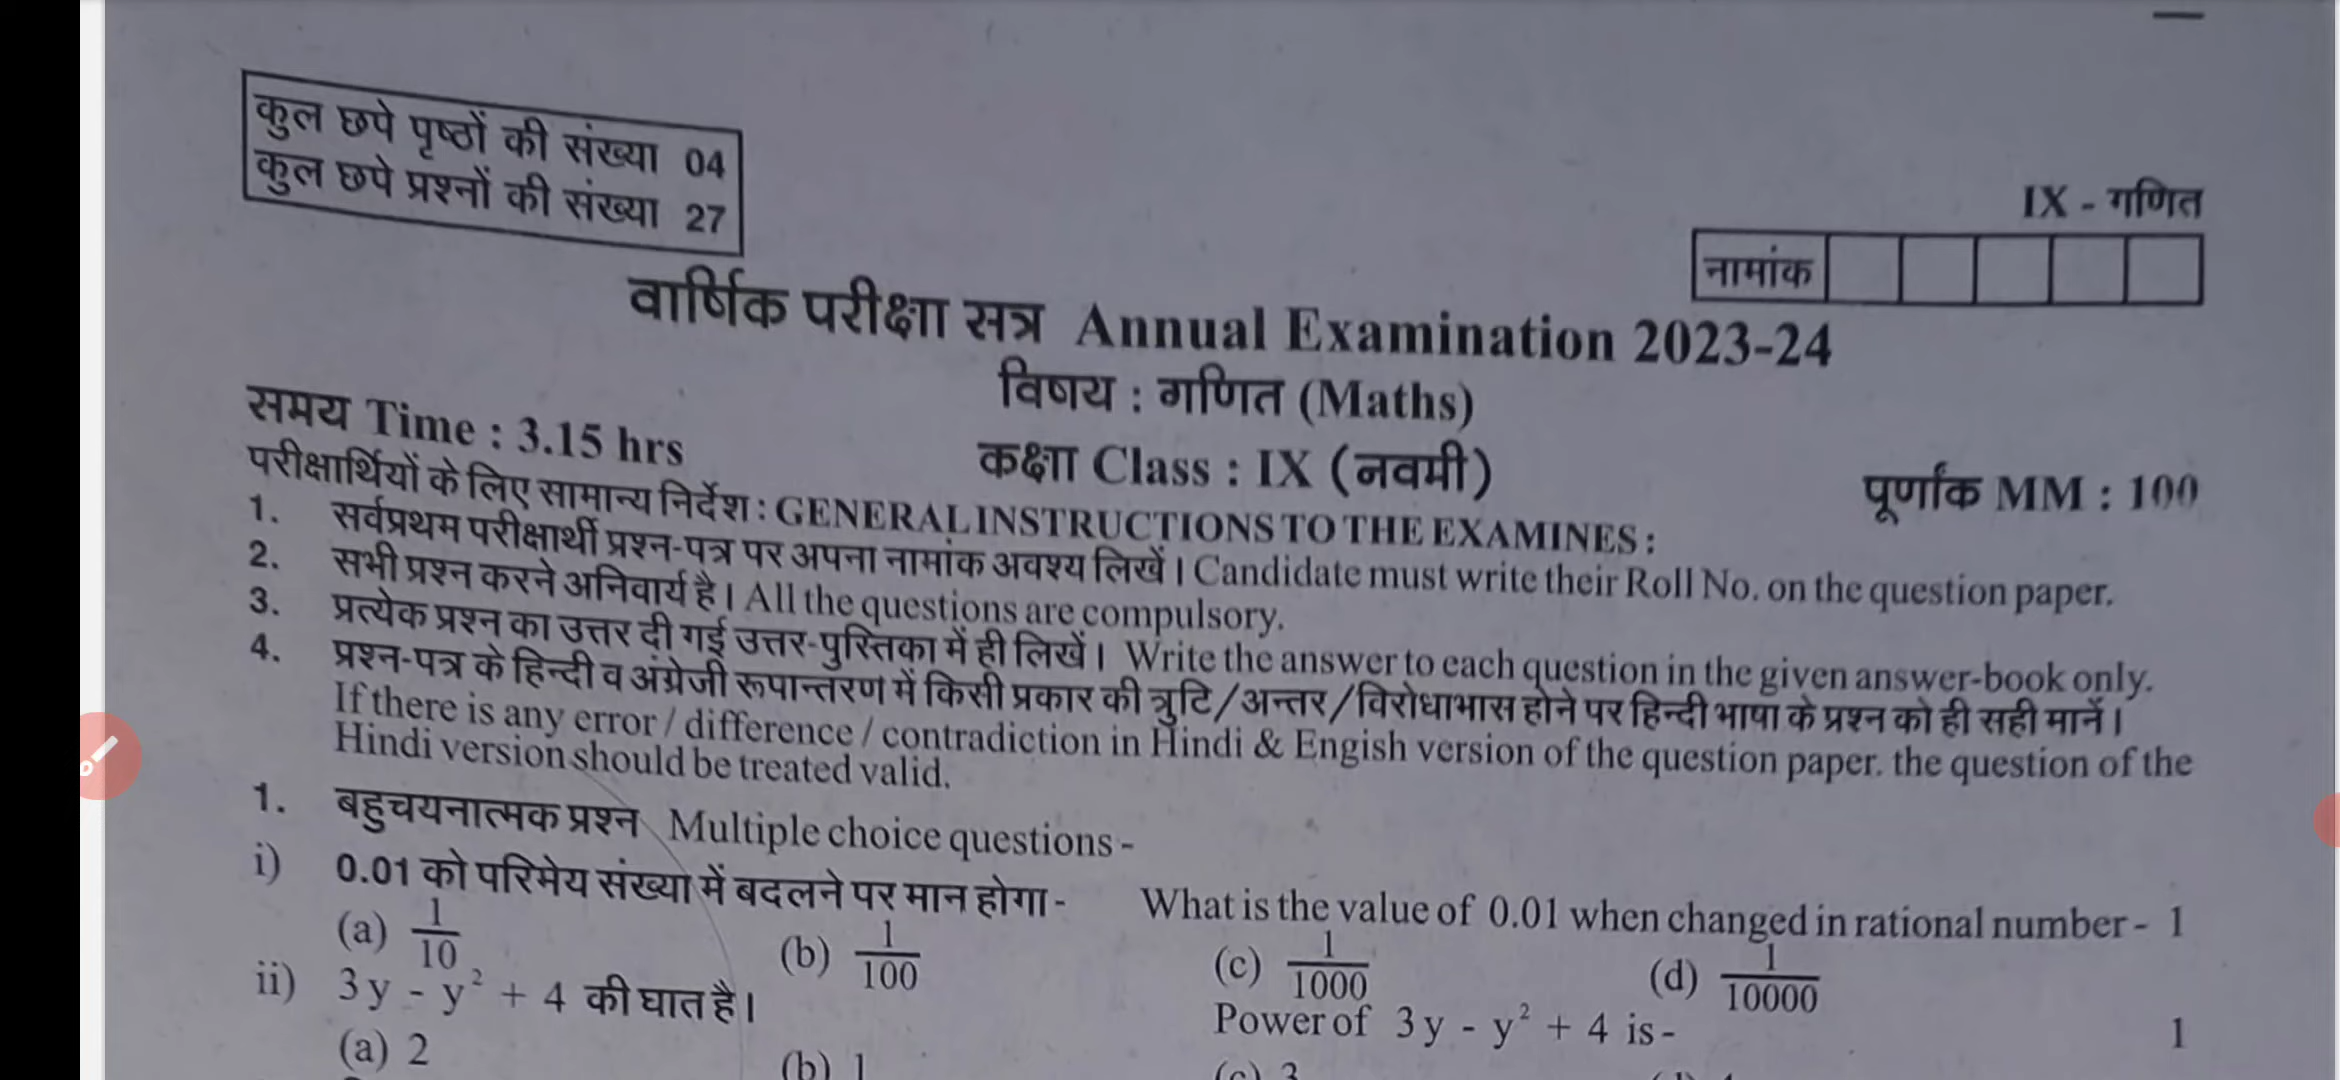 कुल छपे पृष्ठों की संख्या 04
कुल छपे प्रश्नों की संख्या 27
IX - गणित
नामांक
वार्षिक परीक्षा सत्र Annual Examination 2023-24
विषय : गणित (Maths)
समय Time : 3.15 hrs
कक्षा Class : IX (नवमी)
पूर्णांक MM : 100
परीक्षार्थियों के लिए सामान्य निर्देश : GENERAL INSTRUCTIONS TO THE EXAMINES :
1. सर्वप्रथम परीक्षार्थी प्रश्न-पत्र पर अपना नामांक अवश्य लिखें। Candidate must write their Roll No. on the question paper.
2. सभी प्रश्न करने अनिवार्य है। All the questions are compulsory.
3. प्रत्येक प्रश्न का उत्तर दी गई उत्तर-पुस्तिका में ही लिखें। Write the answer to each question in the given answer-book only.
4. प्रश्न-पत्र के हिन्दी व अंग्रेजी रूपान्तरण में किसी प्रकार की त्रुटि/अन्तर/विरोधाभास होने पर हिन्दी भाषा के प्रश्न को ही सही मानें।
If there is any error / difference / contradiction in Hindi & Engish version of the question paper. the question of the
Hindi version should be treated valid.
1. बहुचयनात्मक प्रश्न Multiple choice questions -
i) 0.01 को परिमेय संख्या में बदलने पर मान होगा - What is the value of 0.01 when changed in rational number - 1
(a) 1/10 (b) 1/100 (c) 1/1000 (d) 1/10000
ii) 3y - y² + 4 की घात है। Power of 3y - y² + 4 is - 1
(a) 2 (b) 1 (c) 3